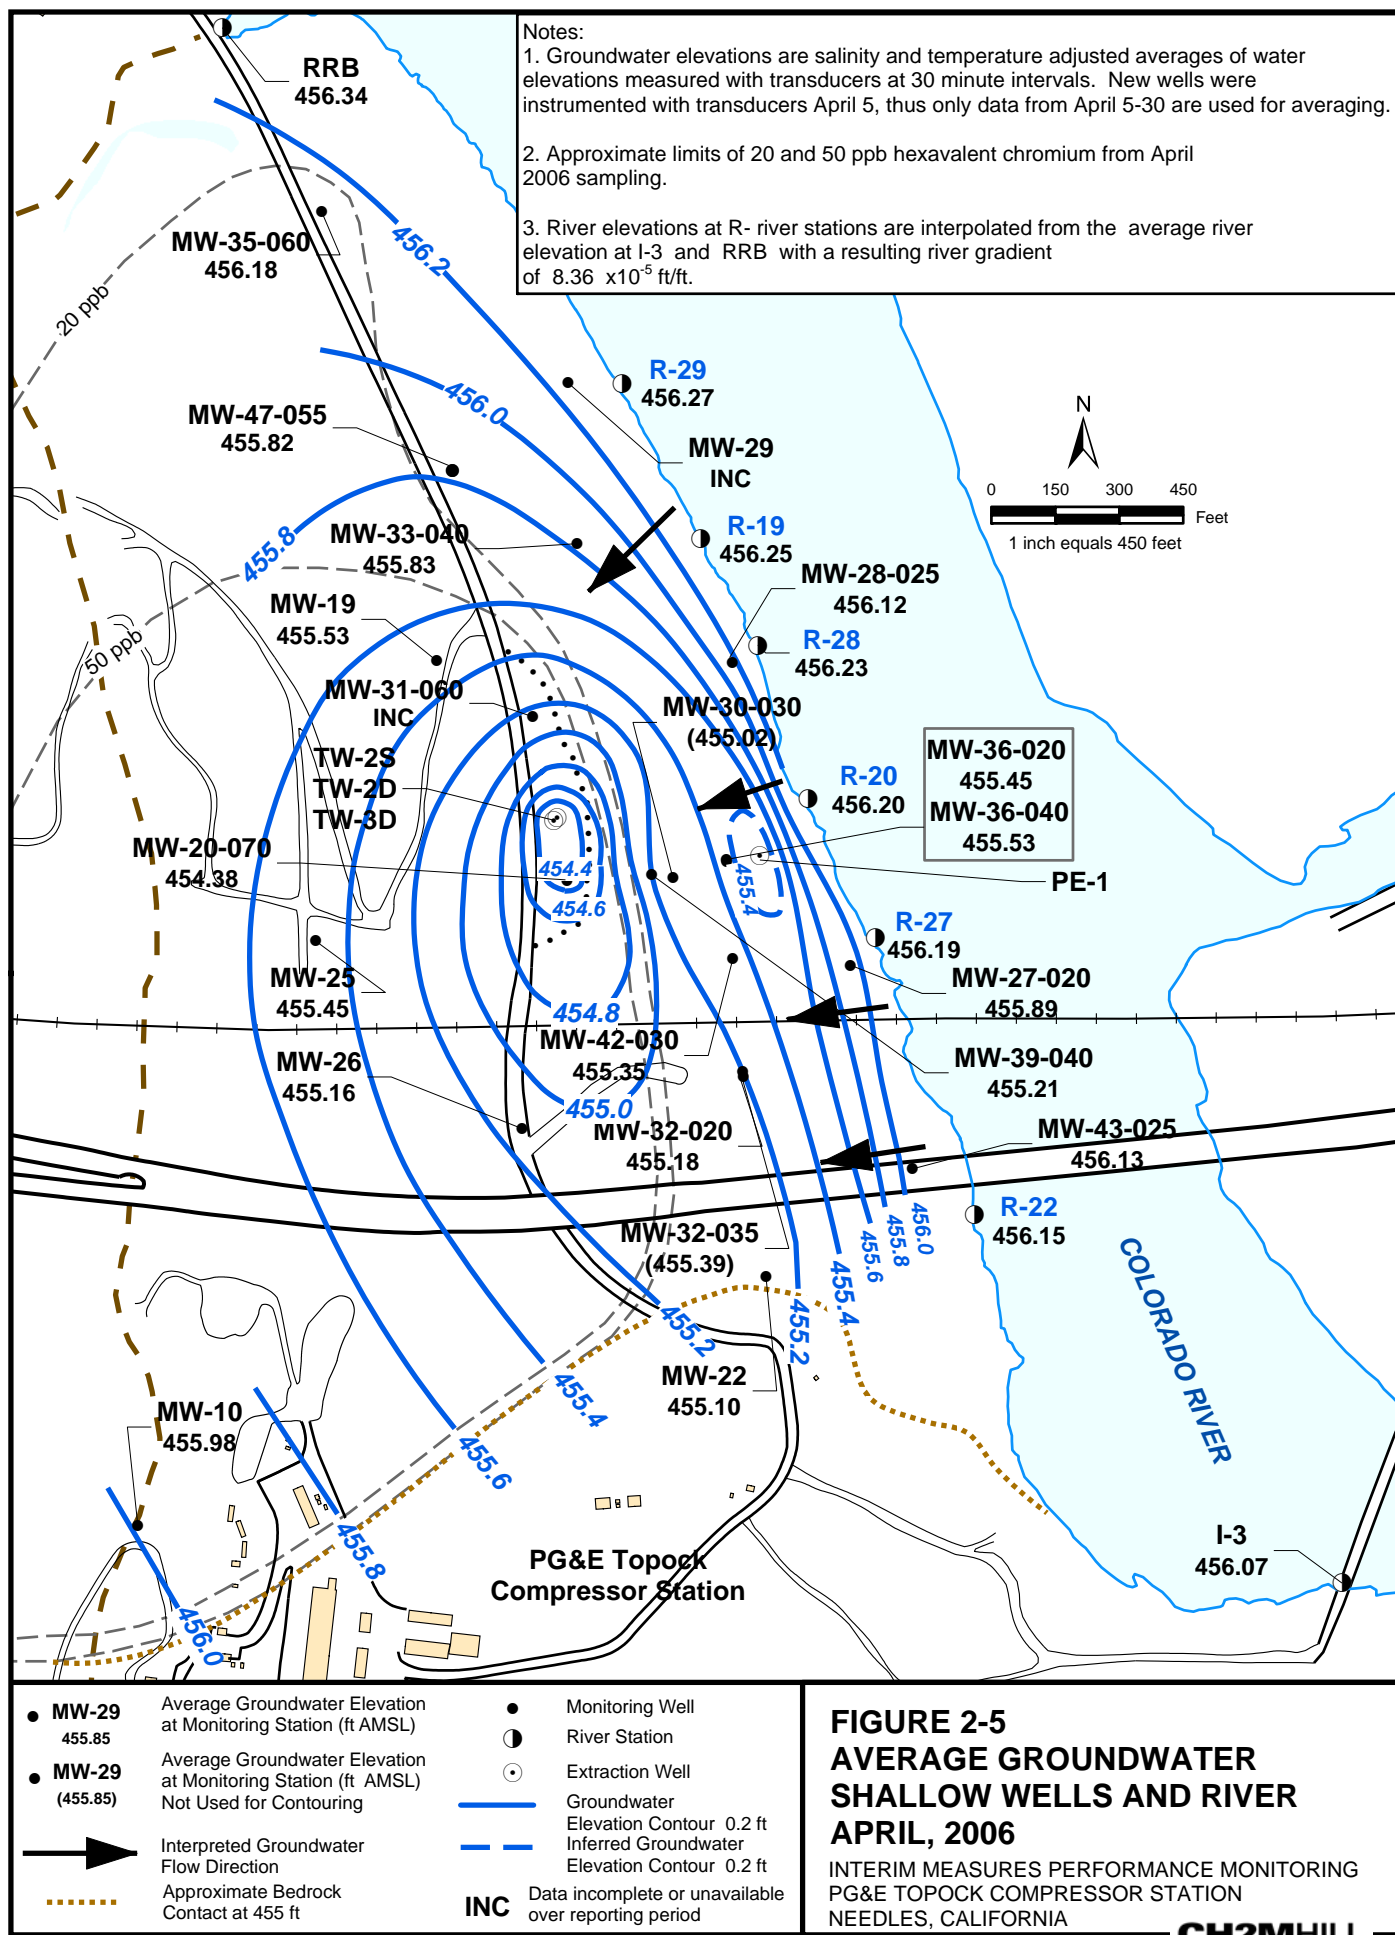 Notes:
1. Groundwater elevations are salinity and temperature adjusted averages of water
elevations measured with transducers at 30 minute intervals. New wells were
instrumented with transducers April 5, thus only data from April 5-30 are used for averaging.
2. Approximate limits of 20 and 50 ppb hexavalent chromium from April
2006 sampling.
3. River elevations at R- river stations are interpolated from the average river
elevation at I-3 and RRB with a resulting river gradient
of 8.36 x10-5 ft/ft.
RRB
456.34
MW-35-060
456.18
456.2
20 ppb
R-29
456.27
456.0
MW-47-055
455.82
MW-29
INC
N
0 150 300 450
Feet
1 inch equals 450 feet
455.8
MW-33-040
455.83
R-19
456.25
MW-28-025
456.12
MW-19
455.53
50 ppb
R-28
456.23
MW-31-060
INC
MW-30-030
(455.02)
TW-2S
TW-2D
TW-3D
MW-36-020
455.45
MW-36-040
455.53
R-20
456.20
MW-20-070
454.38
454.4
454.6
455.4
PE-1
R-27
456.19
MW-25
455.45
MW-27-020
455.89
454.8
MW-42-030
455.35
MW-26
455.16
MW-39-040
455.21
455.0
MW-32-020
455.18
MW-43-025
456.13
R-22
456.15
MW-32-035
(455.39)
456.0
455.8
455.6
455.4
455.2
455.2
COLORADO RIVER
MW-22
455.10
455.4
MW-10
455.98
455.6
455.8
I-3
456.07
PG&E Topock
Compressor Station
456.0
MW-29
455.85
Average Groundwater Elevation
at Monitoring Station (ft AMSL)
MW-29
(455.85)
Average Groundwater Elevation
at Monitoring Station (ft AMSL)
Not Used for Contouring
Interpreted Groundwater
Flow Direction
Approximate Bedrock
Contact at 455 ft
Monitoring Well
River Station
Extraction Well
Groundwater
Elevation Contour 0.2 ft
Inferred Groundwater
Elevation Contour 0.2 ft
INC
Data incomplete or unavailable
over reporting period
FIGURE 2-5
AVERAGE GROUNDWATER
SHALLOW WELLS AND RIVER
APRIL, 2006
INTERIM MEASURES PERFORMANCE MONITORING
PG&E TOPOCK COMPRESSOR STATION
NEEDLES, CALIFORNIA
CH2MHILL